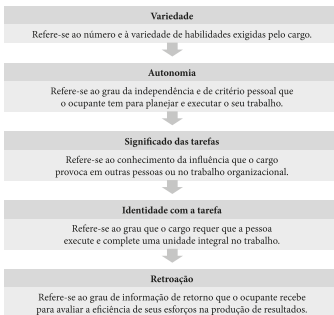 Variedade
Refere-se ao número e à variedade de habilidades exigidas pelo cargo.
Autonomia
Refere-se ao grau da independência e de critério pessoal que
o ocupante tem para planejar e executar o seu trabalho.
Significado das tarefas
Refere-se ao conhecimento da influência que o cargo
provoca em outras pessoas ou no trabalho organizacional.
Identidade com a tarefa
Refere-se ao grau que o cargo requer que a pessoa
execute e complete uma unidade integral no trabalho.
Retroação
Refere-se ao grau de informação de retorno que o ocupante recebe
para avaliar a eficiência de seus esforços na produção de resultados.